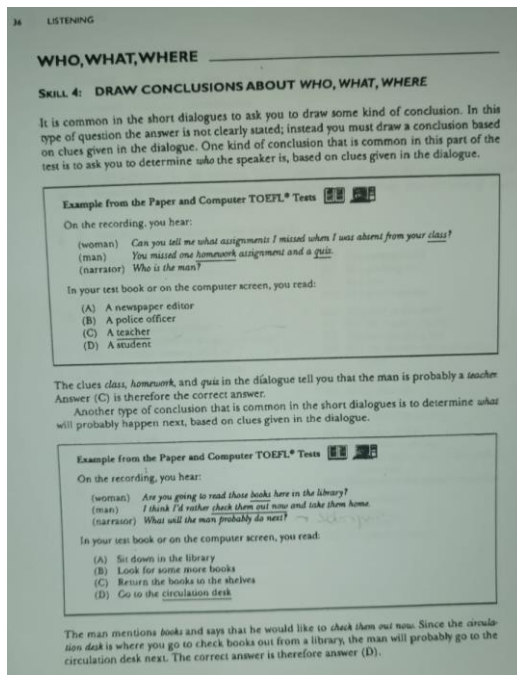 36 LISTENING
WHO, WHAT, WHERE
SKILL 4: DRAW CONCLUSIONS ABOUT WHO, WHAT, WHERE
It is common in the short dialogues to ask you to draw some kind of conclusion. In this
type of question the answer is not clearly stated; instead you must draw a conclusion based
on clues given in the dialogue. One kind of conclusion that is common in this part of the
test is to ask you to determine who the speaker is, based on clues given in the dialogue.
Example from the Paper and Computer TOEFL® Tests
On the recording, you hear:
(woman) Can you tell me what assignments I missed when I was absent from your class?
(man) You missed one homework assignment and a quiz.
(narrator) Who is the man?
In your test book or on the computer screen, you read:
(A) A newspaper editor
(B) A police officer
(C) A teacher
(D) A student
The clues class, homework, and quiz in the dialogue tell you that the man is probably a teacher.
Answer (C) is therefore the correct answer.
Another type of conclusion that is common in the short dialogues is to determine what
will probably happen next, based on clues given in the dialogue.
Example from the Paper and Computer TOEFL® Tests
On the recording, you hear:
(woman) Are you going to read those books here in the library?
(man) I think I'd rather check them out now and take them home.
(narrator) What will the man probably do next?
In your test book or on the computer screen, you read:
(A) Sit down in the library
(B) Look for some more books
(C) Return the books to the shelves
(D) Go to the circulation desk
The man mentions books and says that he would like to check them out now. Since the circula-
tion desk is where you go to check books out from a library, the man will probably go to the
circulation desk next. The correct answer is therefore answer (D).